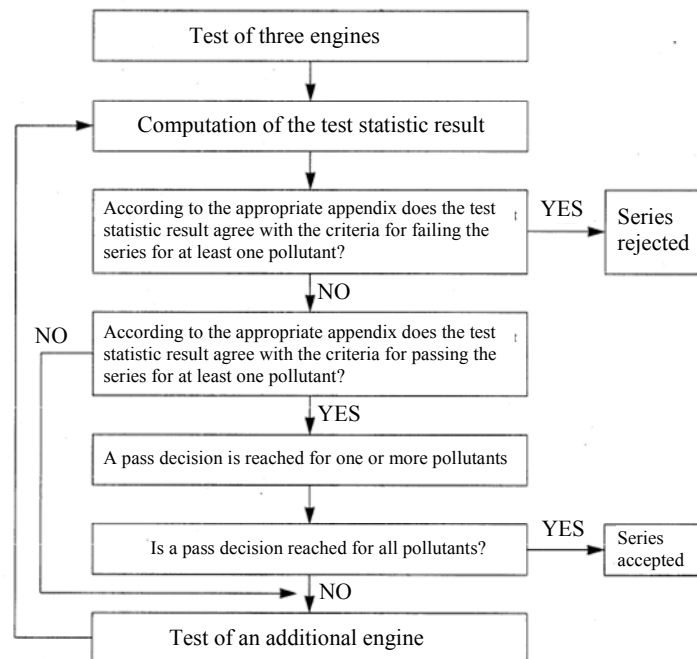 Test of three engines
Computation of the test statistic result
According to the appropriate appendix does the test
statistic result agree with the criteria for failing the
series for at least one pollutant?
YES
Series
rejected
NO
NO
According to the appropriate appendix does the test
statistic result agree with the criteria for passing the
series for at least one pollutant?
YES
A pass decision is reached for one or more pollutants
Is a pass decision reached for all pollutants?
YES
Series
accepted
NO
Test of an additional engine